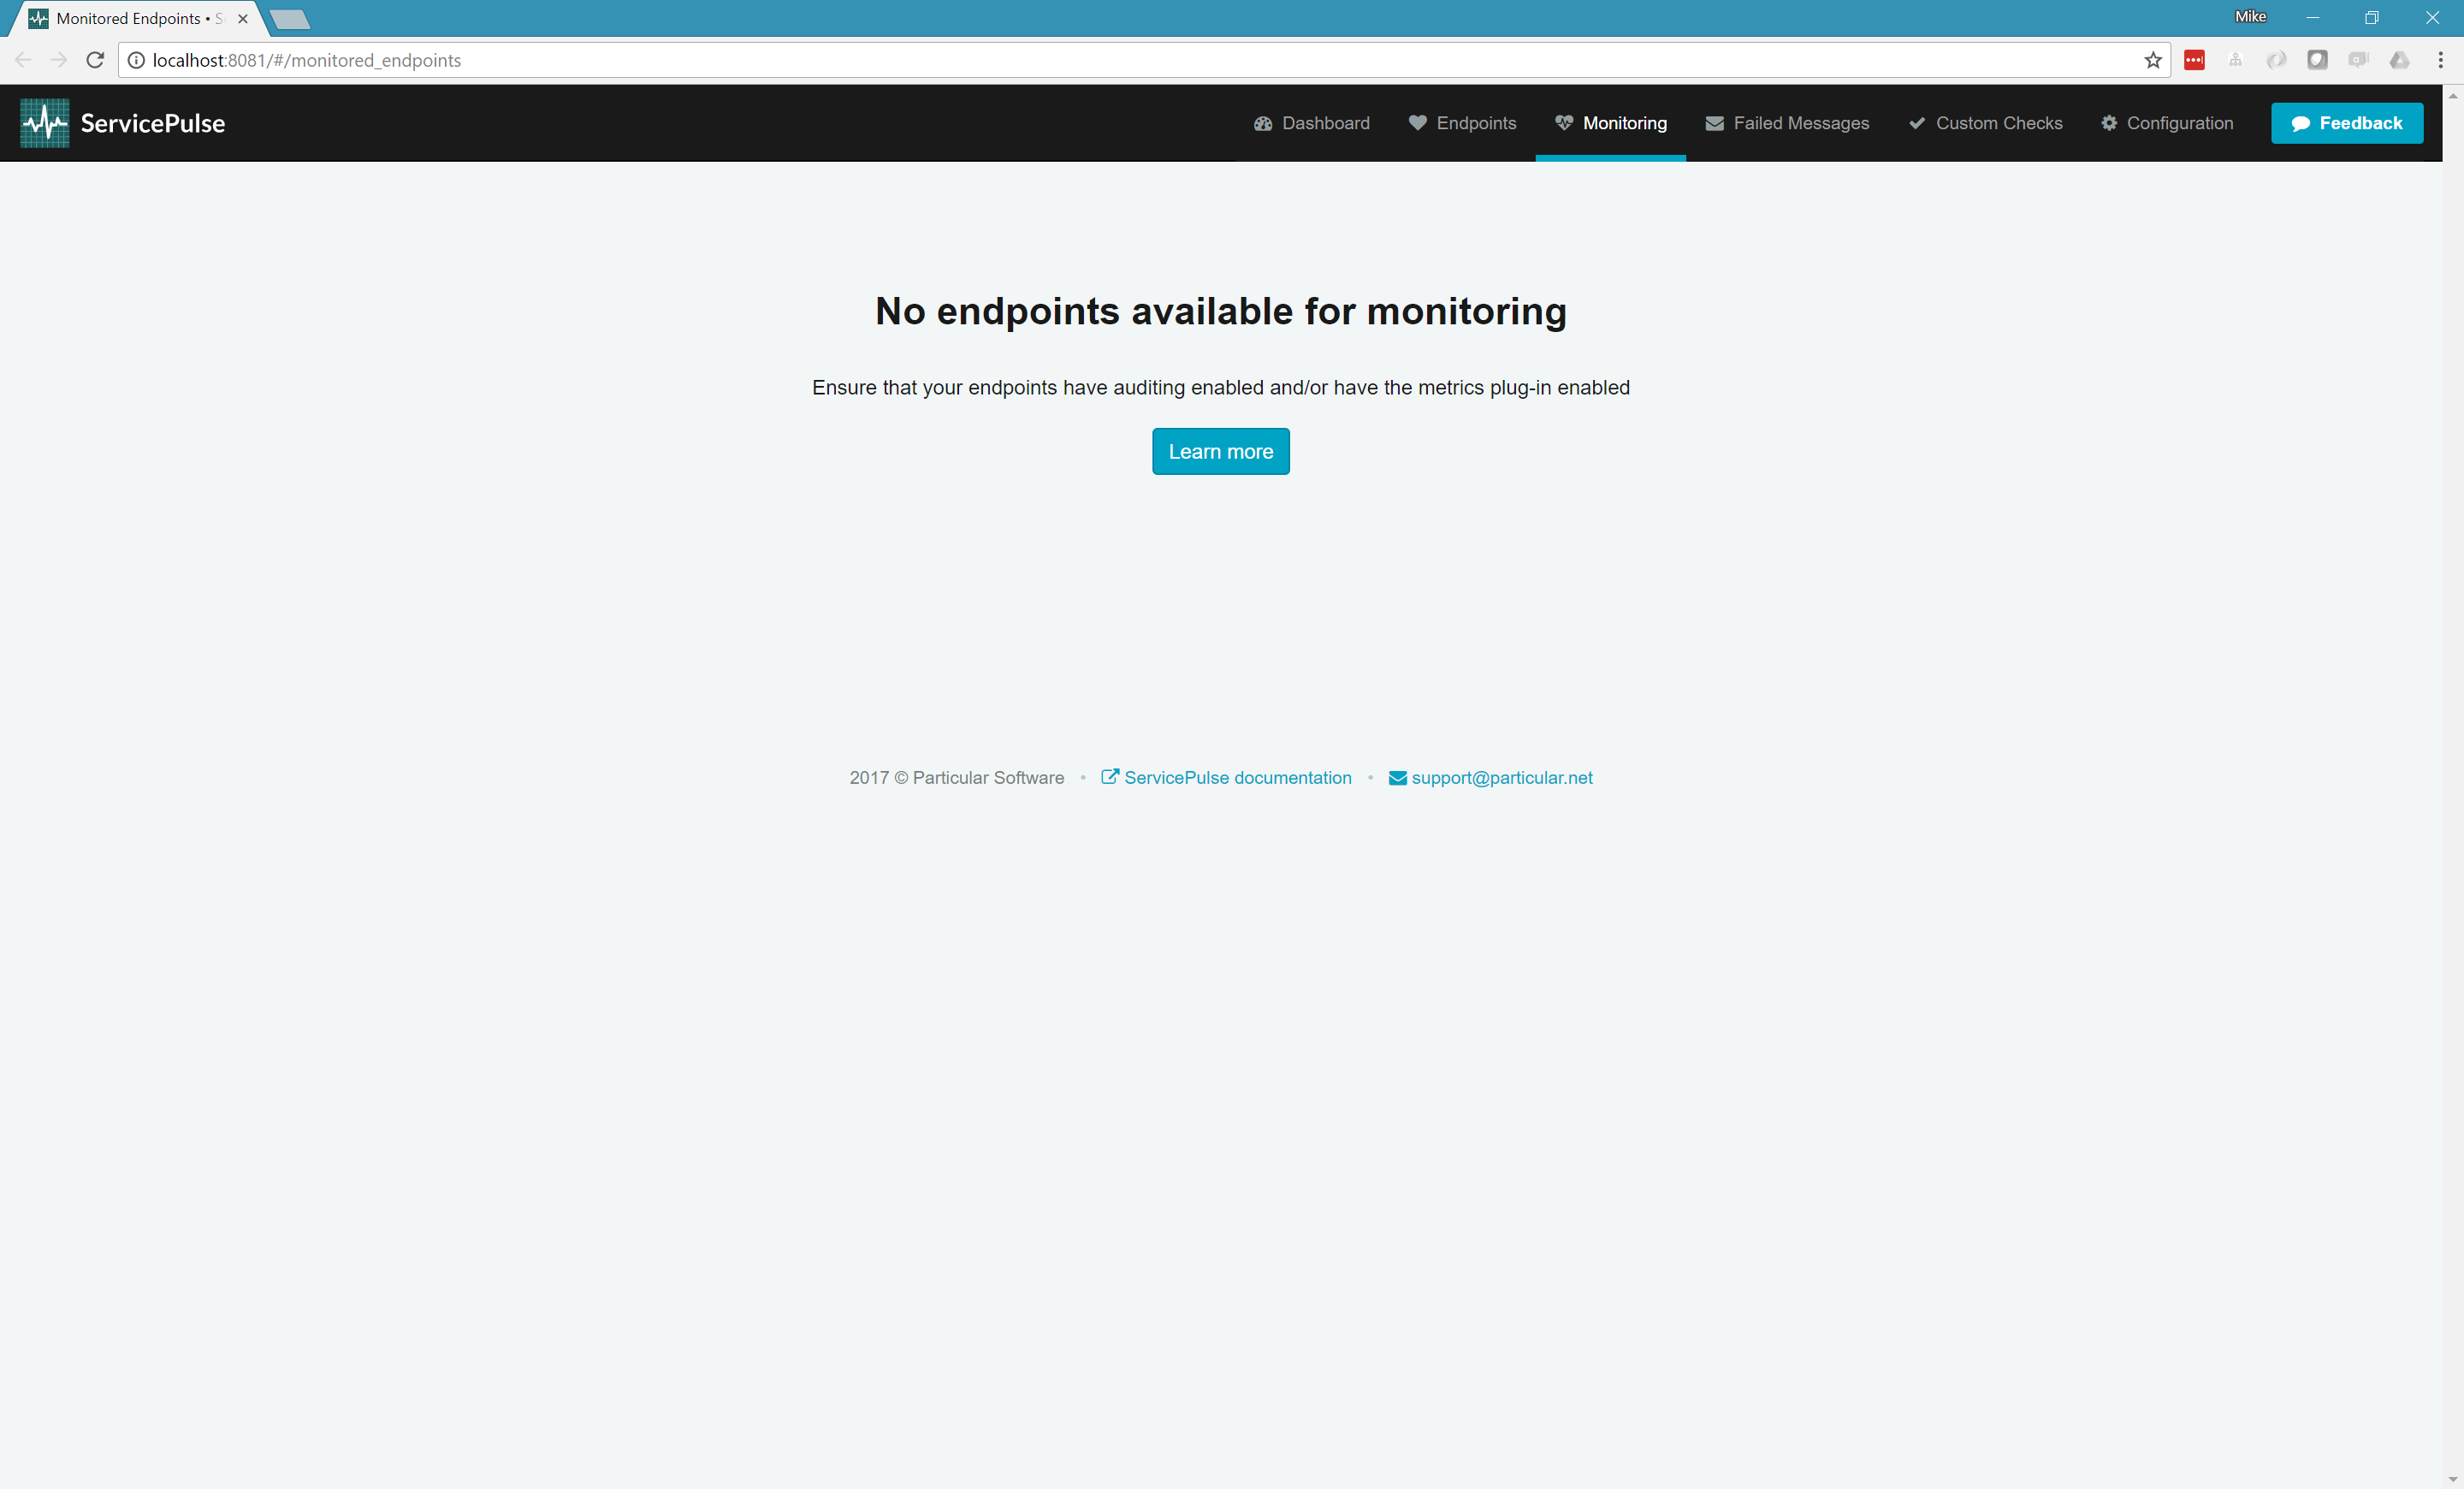 Monitored Endpoints • S
Mike
localhost:8081/#/monitored_endpoints
ServicePulse
Dashboard
Endpoints
Monitoring
Failed Messages
Custom Checks
Configuration
Feedback
No endpoints available for monitoring
Ensure that your endpoints have auditing enabled and/or have the metrics plug-in enabled
Learn more
2017 © Particular Software • ServicePulse documentation • support@particular.net